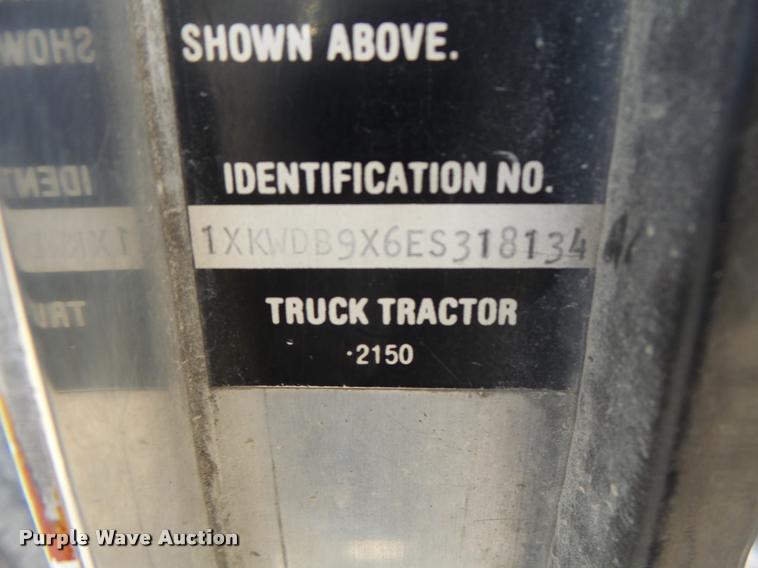 SHOWN ABOVE.
IDENTIFICATION NO.
1XKWDB9X6ES318134
TRUCK TRACTOR
·2150
Purple Wave Auction